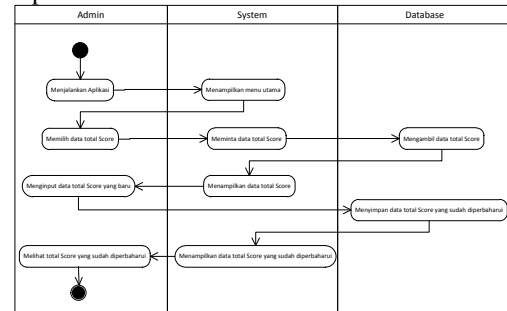 Admin System Database
Menjalankan Aplikasi Menampilkan menu utama
Memilih data total Score Meminta data total Score Mengambil data total Score
Menginput data total Score yang baru Menampilkan data total Score
Menyimpan data total Score yang sudah diperbaharui
Melihat total Score yang sudah diperbaharui Menampilkan data total Score yang sudah diperbaharui